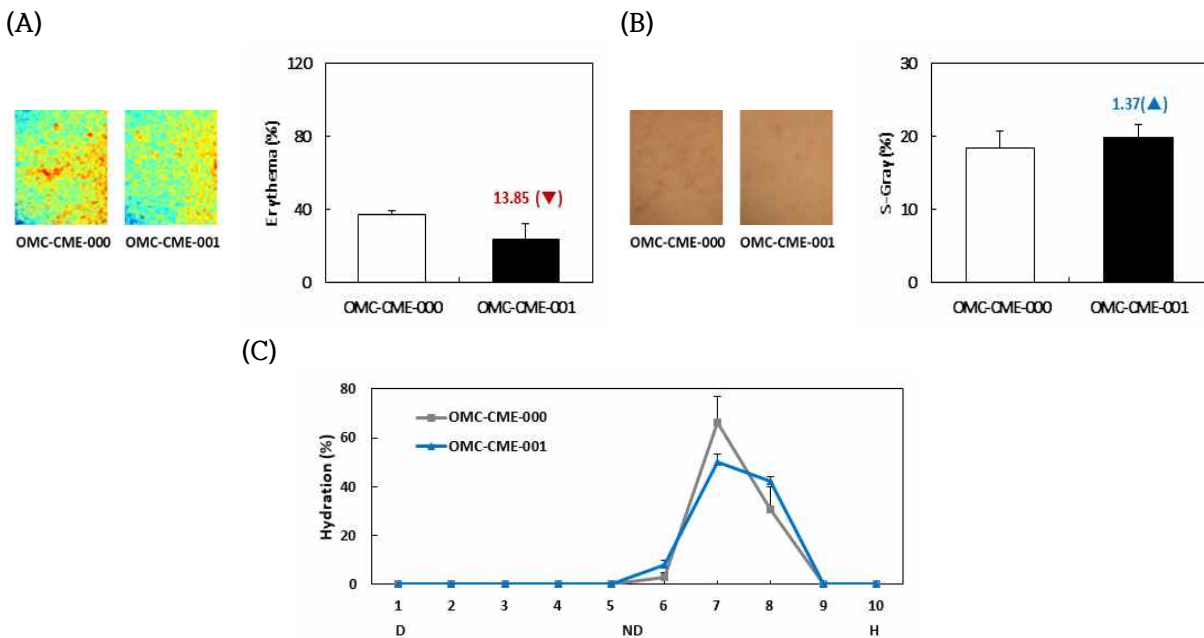 (A)
(B)
120
80
40
0
Erythema (%)
13.85 (▼)
OMC-CME-000 OMC-CME-001
OMC-CME-000 OMC-CME-001
30
20
10
0
S-Gray (%)
1.37(▲)
OMC-CME-000 OMC-CME-001
OMC-CME-000 OMC-CME-001
(C)
80
60
40
20
0
Hydration (%)
OMC-CME-000
OMC-CME-001
1 2 3 4 5 6 7 8 9 10
D ND H